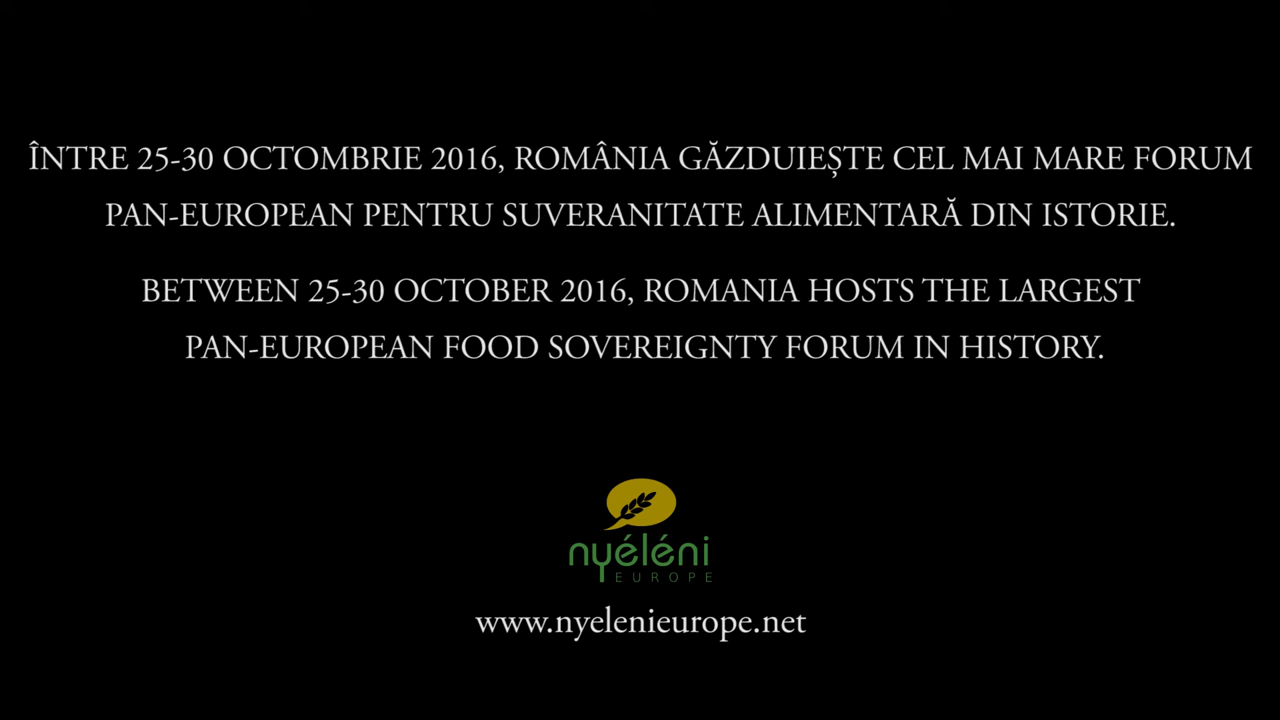 ÎNTRE 25-30 OCTOMBRIE 2016, ROMÂNIA GĂZDUIEȘTE CEL MAI MARE FORUM
PAN-EUROPEAN PENTRU SUVERANITATE ALIMENTARĂ DIN ISTORIE.
BETWEEN 25-30 OCTOBER 2016, ROMANIA HOSTS THE LARGEST
PAN-EUROPEAN FOOD SOVEREIGNTY FORUM IN HISTORY.
nyéléni
EUROPE
www.nyelenieurope.net